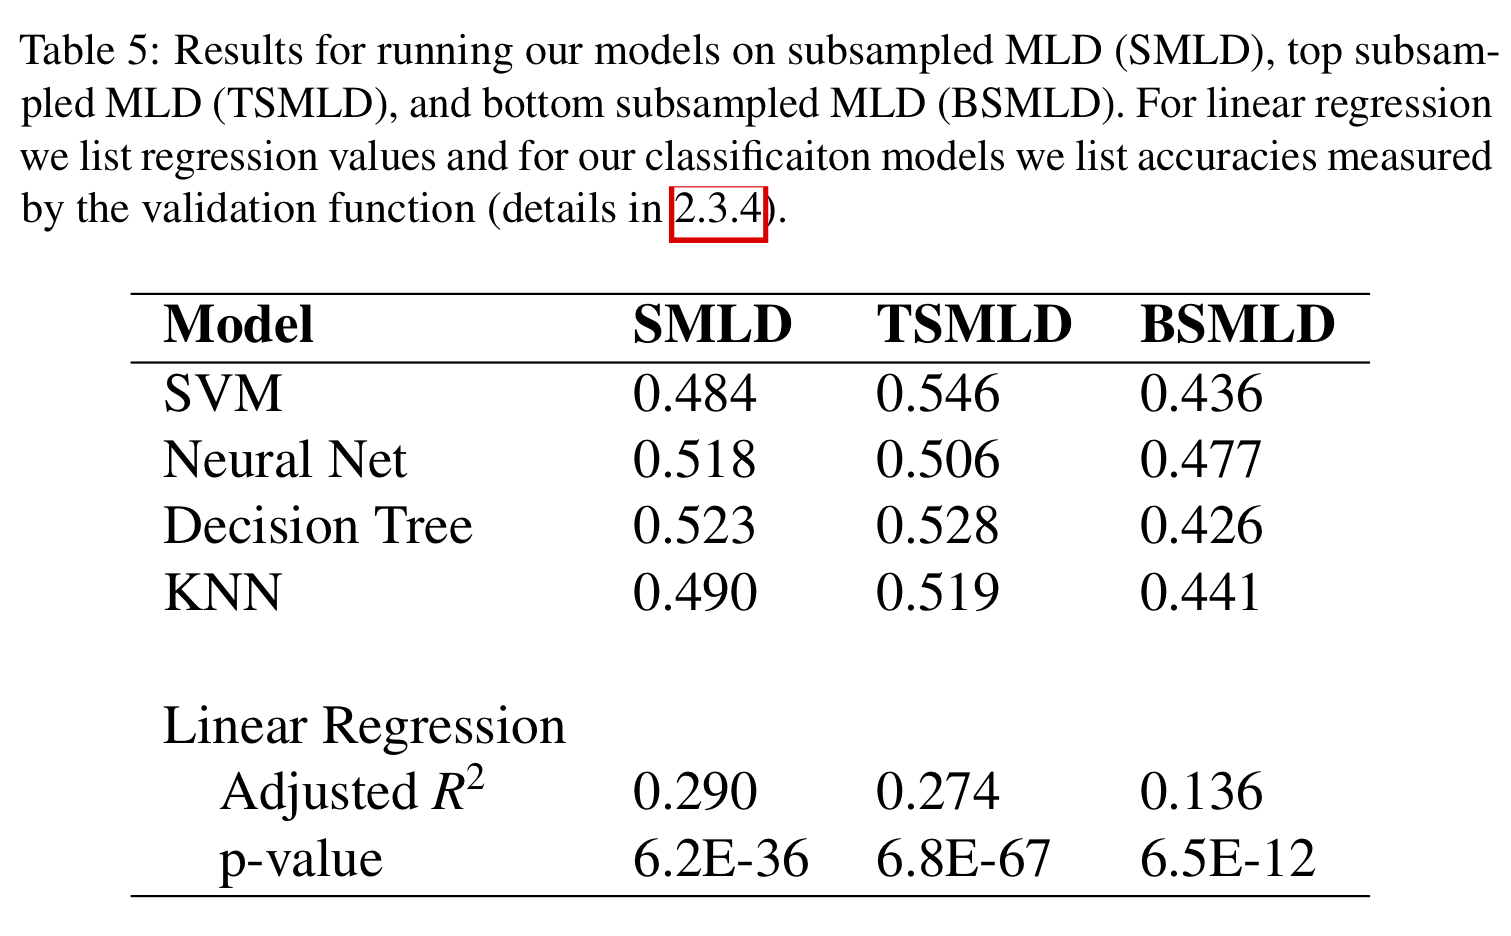 Table 5: Results for running our models on subsampled MLD (SMLD), top subsam-
pled MLD (TSMLD), and bottom subsampled MLD (BSMLD). For linear regression
we list regression values and for our classificaiton models we list accuracies measured
by the validation function (details in 2.3.4).
Model SMLD TSMLD BSMLD
SVM 0.484 0.546 0.436
Neural Net 0.518 0.506 0.477
Decision Tree 0.523 0.528 0.426
KNN 0.490 0.519 0.441
Linear Regression
Adjusted R² 0.290 0.274 0.136
p-value 6.2E-36 6.8E-67 6.5E-12